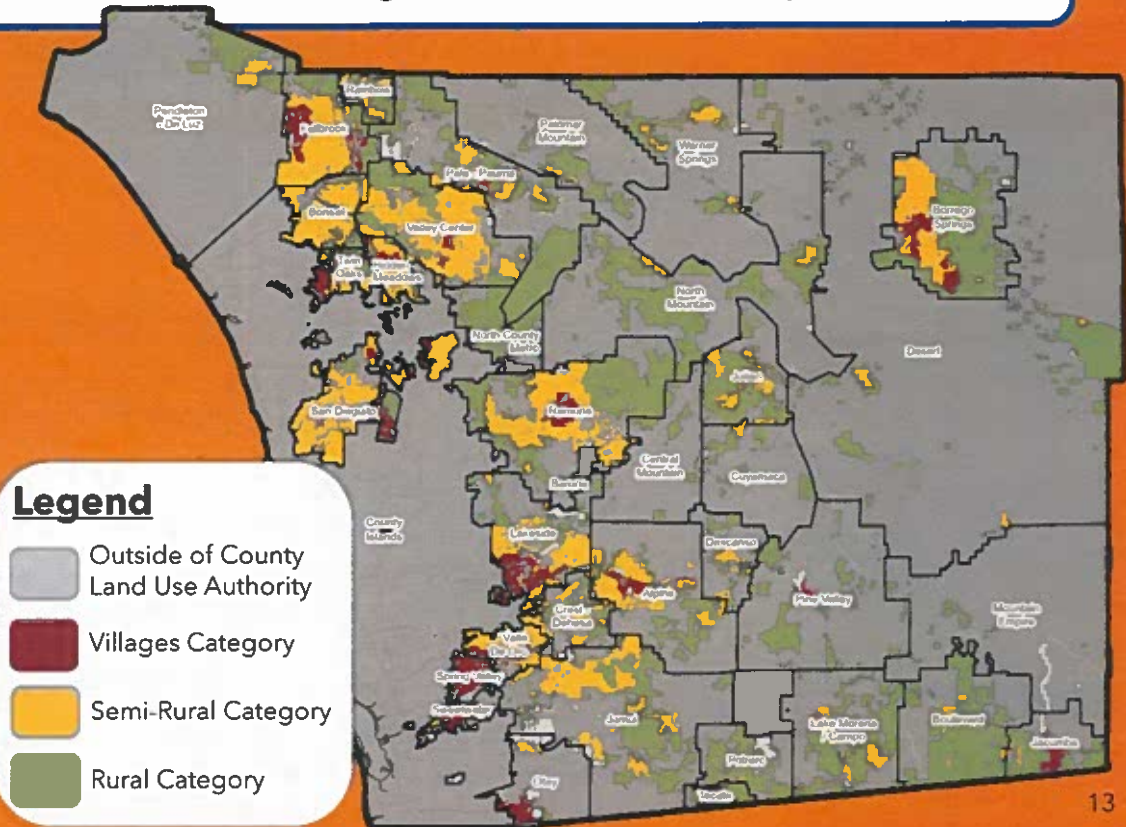 Pendleton
- De Luz
Rainbow
Fallbrook
Palomar
Mountain
Warner
Springs
Pala - Pauma
Bonsall
Valley Center
Borrego
Springs
Twin
Oaks
Hidden
Meadows
North
Mountain
North County
Metro
Desert
Julian
San Dieguito
Ramona
Central
Mountain
Cuyamaca
Barona
County
Islands
Lakeside
Descanso
Alpine
Pine Valley
Crest
Dehesa
Mountain
Empire
Valle
De Oro
Spring Valley
Sweetwater
Jamul
Lake Morena
/ Campo
Boulevard
Jacumba
Potrero
Otay
Tecate
Legend
Outside of County
Land Use Authority
Villages Category
Semi-Rural Category
Rural Category
13